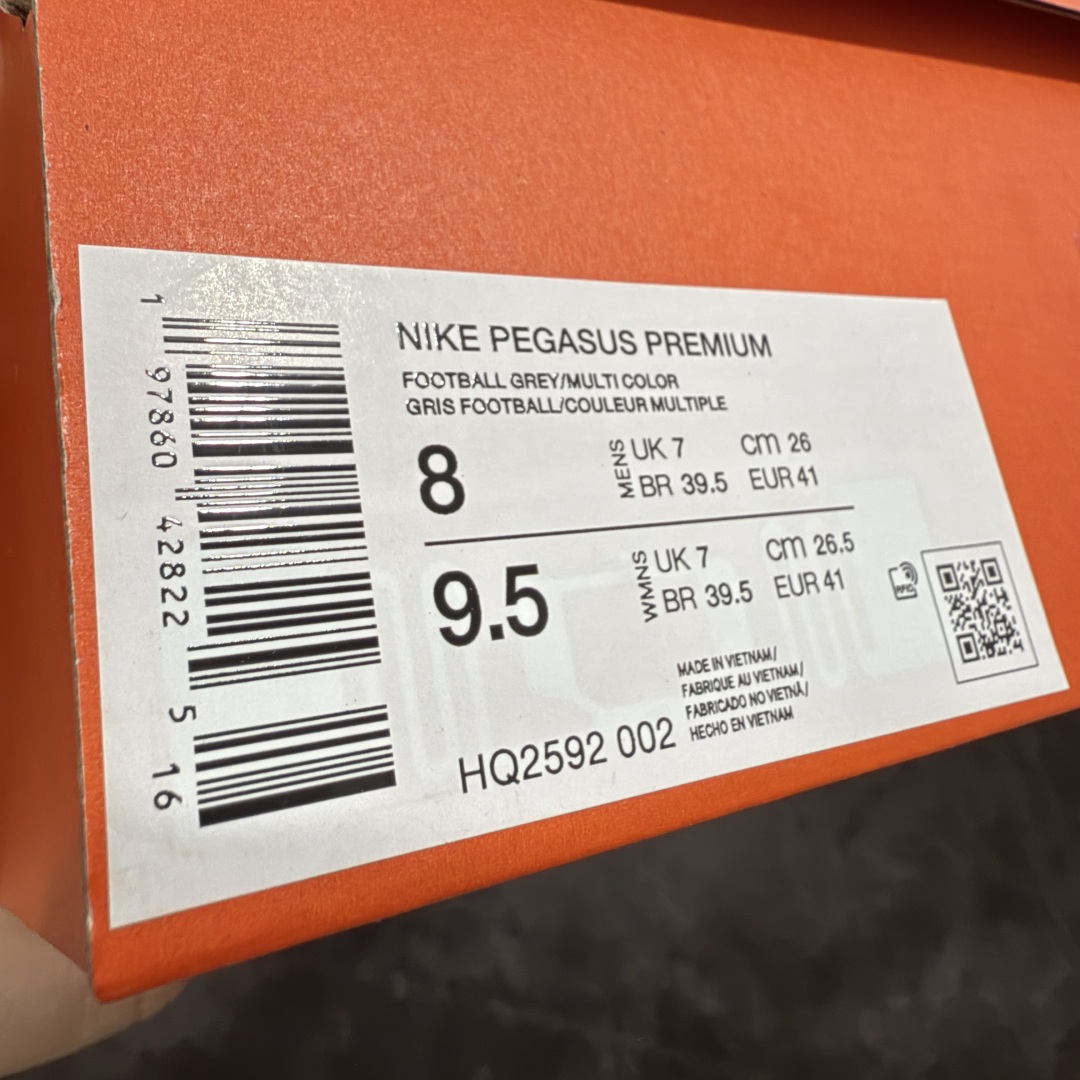 NIKE PEGASUS PREMIUM
FOOTBALL GREY/MULTI COLOR
GRIS FOOTBALL/COULEUR MULTIPLE
8
MENS
UK 7 cm 26
BR 39.5 EUR 41
9.5
WMNS
UK 7 cm 26.5
BR 39.5 EUR 41
RFID
MADE IN VIETNAM/
FABRIQUE AU VIETNAM/
FABRICADO NO VIETNÃ/
HECHO EN VIETNAM
HQ2592 002
1 97860 42822 5 16